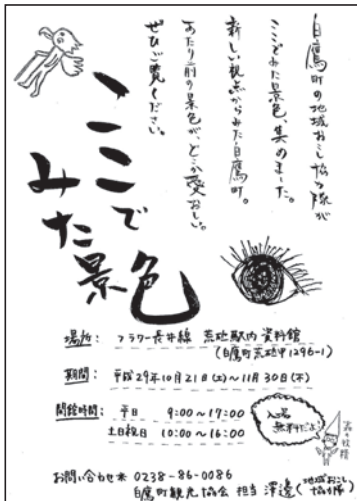 白鷹町の地域おこし協力隊が
ここでみた景色、集めました。
新しい視点からみた白鷹町。
あたり前の景色が、どこか愛おしい。
ぜひご覧ください。
ここで
みた景色
場所： フラワー長井線 荒砥駅内 資料館
(白鷹町荒砥甲1296-1)
期間： 平成29年10月21日(土)～11月30日(木)
開館時間： 平日 9:00～17:00
土日祝日 10:00～16:00
入場
無料だよ♪
お問い合わせ 0238-86-0086
白鷹町観光協会 担当 澤邊(地域おこし協力隊)